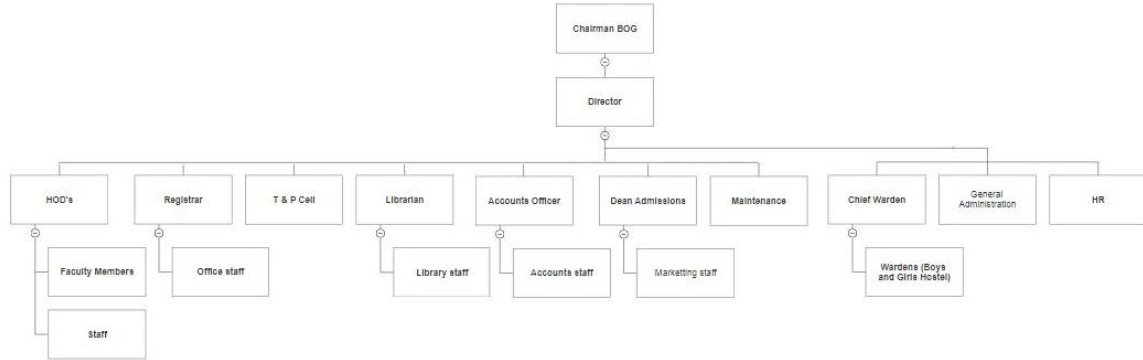 Chairman BOG
Director
HOD's
Registrar
T & P Cell
Librarian
Accounts Officer
Dean Admissions
Maintenance
Chief Warden
General
Administration
HR
Faculty Members
Office staff
Library staff
Accounts staff
Marketting staff
Wardens (Boys
and Girls Hostel)
Staff